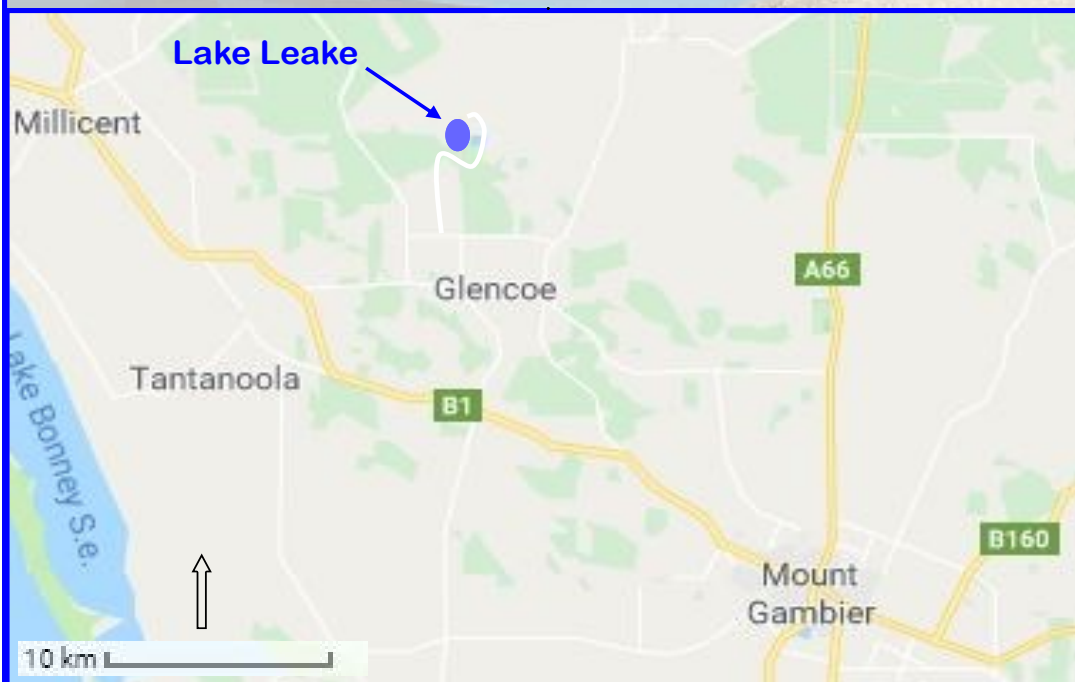 Lake Leake
Millicent
A66
Glencoe
Tantanoola
B1
Lake Bonney S.e.
B160
Mount
Gambier
10 km